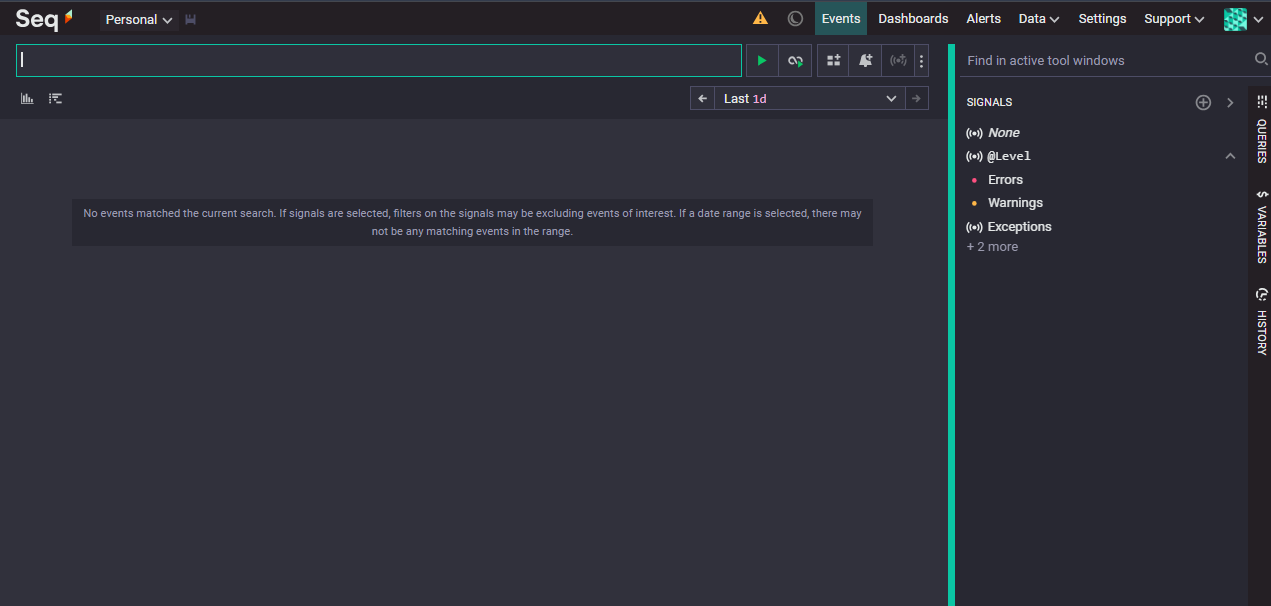 Seq Personal Events Dashboards Alerts Data Settings Support
Find in active tool windows
Last 1d
SIGNALS
None
@Level
Errors
Warnings
Exceptions
+ 2 more
QUERIES
VARIABLES
HISTORY
No events matched the current search. If signals are selected, filters on the signals may be excluding events of interest. If a date range is selected, there may
not be any matching events in the range.